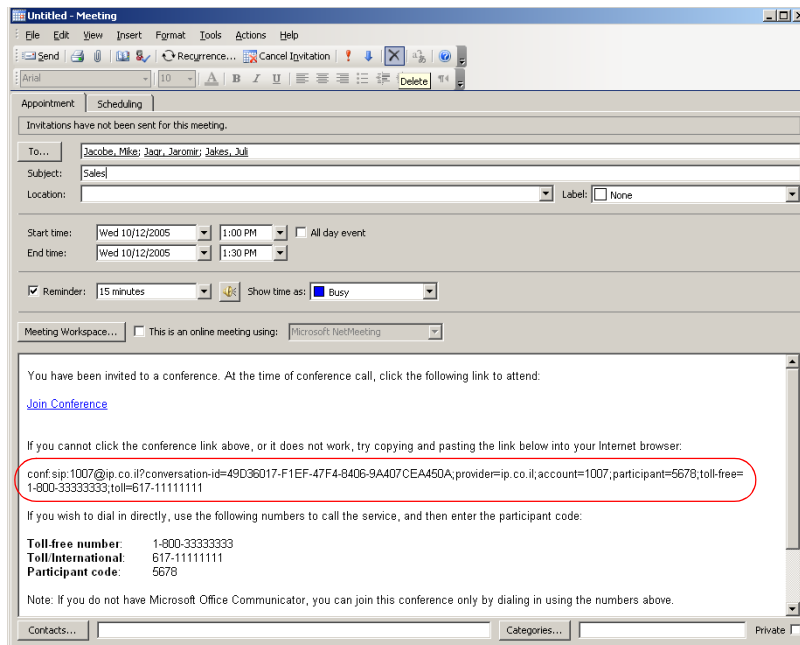 Untitled - Meeting
File Edit View Insert Format Tools Actions Help
Send Recurrence... Cancel Invitation
Arial 10 A B I U Delete
Appointment Scheduling
Invitations have not been sent for this meeting.
To... Jacobe, Mike; Jagr, Jaromir; Jakes, Juli
Subject: Sales
Location: Label: None
Start time: Wed 10/12/2005 1:00 PM All day event
End time: Wed 10/12/2005 1:30 PM
Reminder: 15 minutes Show time as: Busy
Meeting Workspace... This is an online meeting using: Microsoft NetMeeting
You have been invited to a conference. At the time of conference call, click the following link to attend:
Join Conference
If you cannot click the conference link above, or it does not work, try copying and pasting the link below into your Internet browser:
conf:sip:1007@ip.co.il?conversation-id=49D36017-F1EF-47F4-8406-9A407CEA450A;provider=ip.co.il;account=1007;participant=5678;toll-free=
1-800-33333333;toll=617-11111111
If you wish to dial in directly, use the following numbers to call the service, and then enter the participant code:
Toll-free number: 1-800-33333333
Toll/International: 617-11111111
Participant code: 5678
Note: If you do not have Microsoft Office Communicator, you can join this conference only by dialing in using the numbers above.
Contacts... Categories... Private